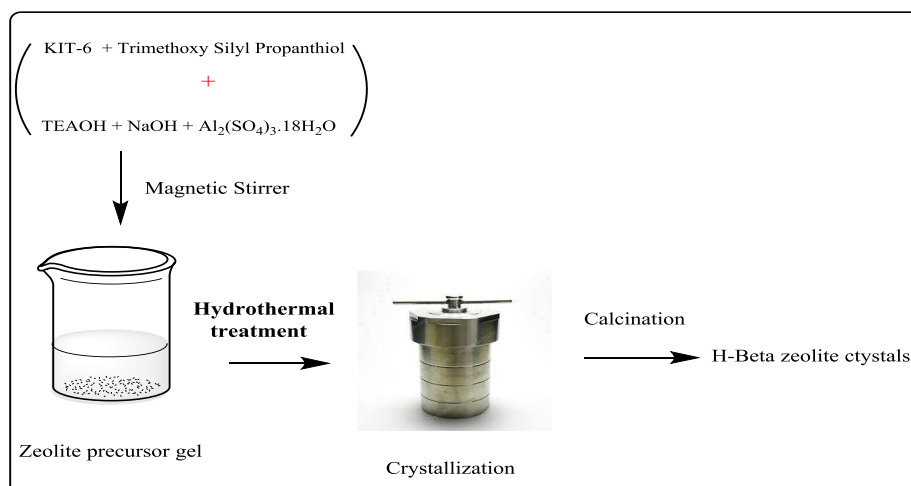 KIT-6 + Trimethoxy Silyl Propanthiol
+
TEAOH + NaOH + Al₂(SO₄)₃.18H₂O
Magnetic Stirrer
Hydrothermal
treatment
Calcination
H-Beta zeolite ctystals
Zeolite precursor gel
Crystallization